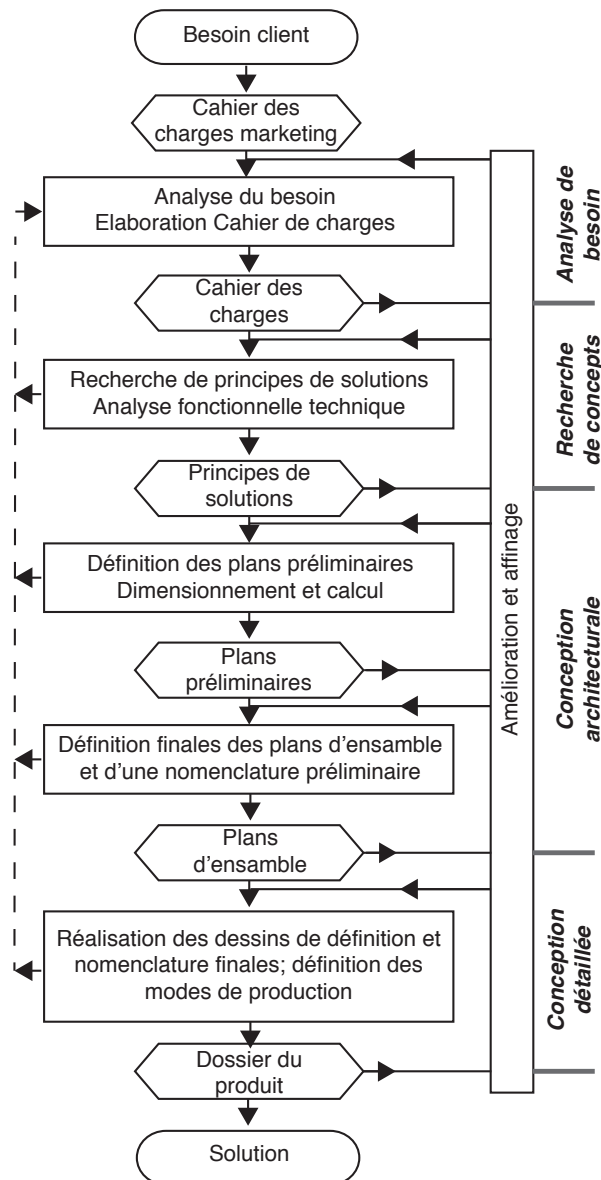 Besoin client
Cahier des
charges marketing
Analyse du besoin
Elaboration Cahier de charges
Cahier des
charges
Recherche de principes de solutions
Analyse fonctionnelle technique
Principes de
solutions
Définition des plans préliminaires
Dimensionnement et calcul
Plans
préliminaires
Définition finales des plans d'ensamble
et d'une nomenclature préliminaire
Plans
d'ensamble
Réalisation des dessins de définition et
nomenclature finales; définition des
modes de production
Dossier du
produit
Solution
Amélioration et affinage
Analyse de
besoin
Recherche
de concepts
Conception
architecturale
Conception
détaillée